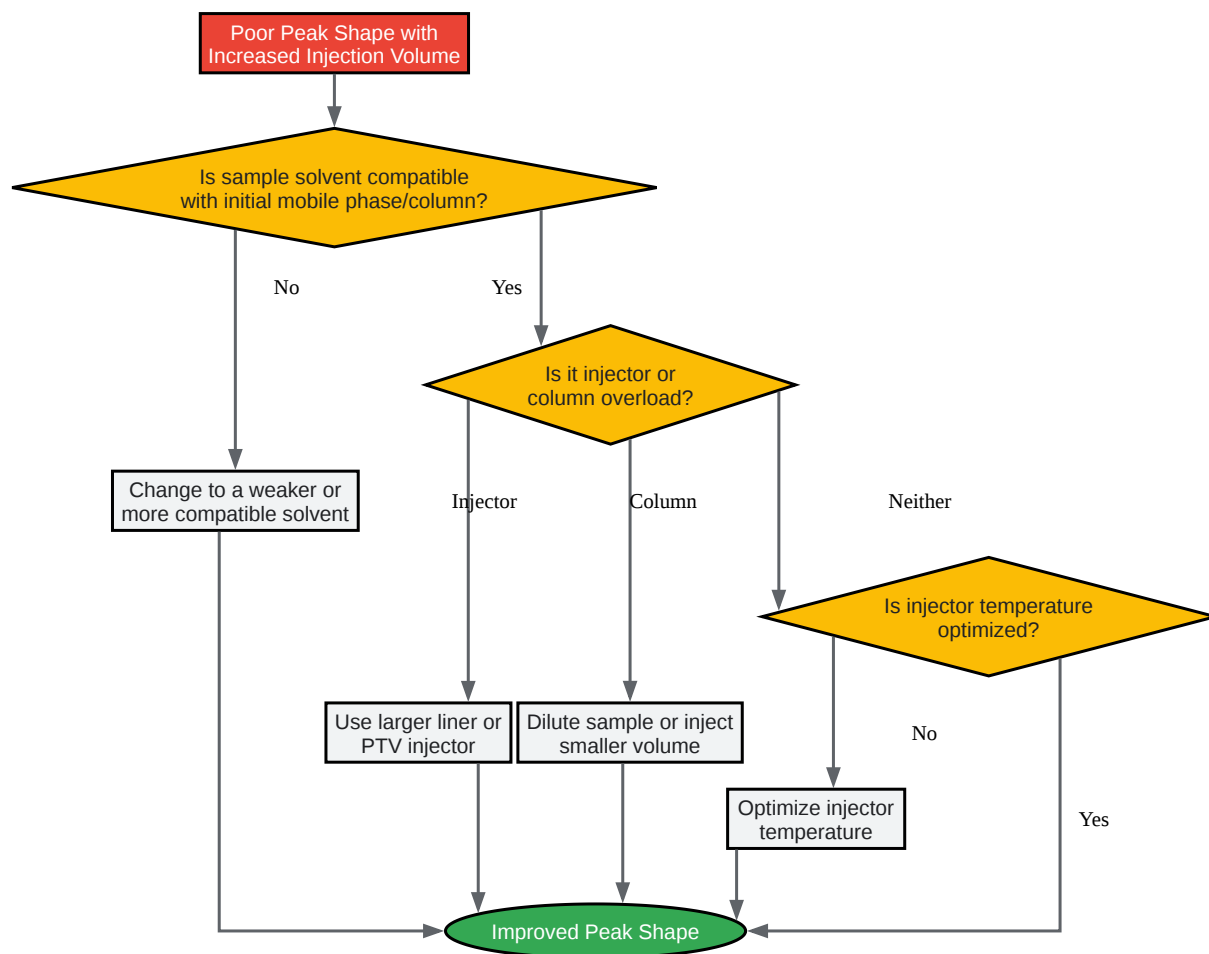 Poor Peak Shape with
Increased Injection Volume
Is sample solvent compatible
with initial mobile phase/column?
No
Yes
Is it injector or
column overload?
Change to a weaker or
more compatible solvent
Injector
Column
Neither
Is injector temperature
optimized?
Use larger liner or
PTV injector
Dilute sample or inject
smaller volume
No
Optimize injector
temperature
Yes
Improved Peak Shape